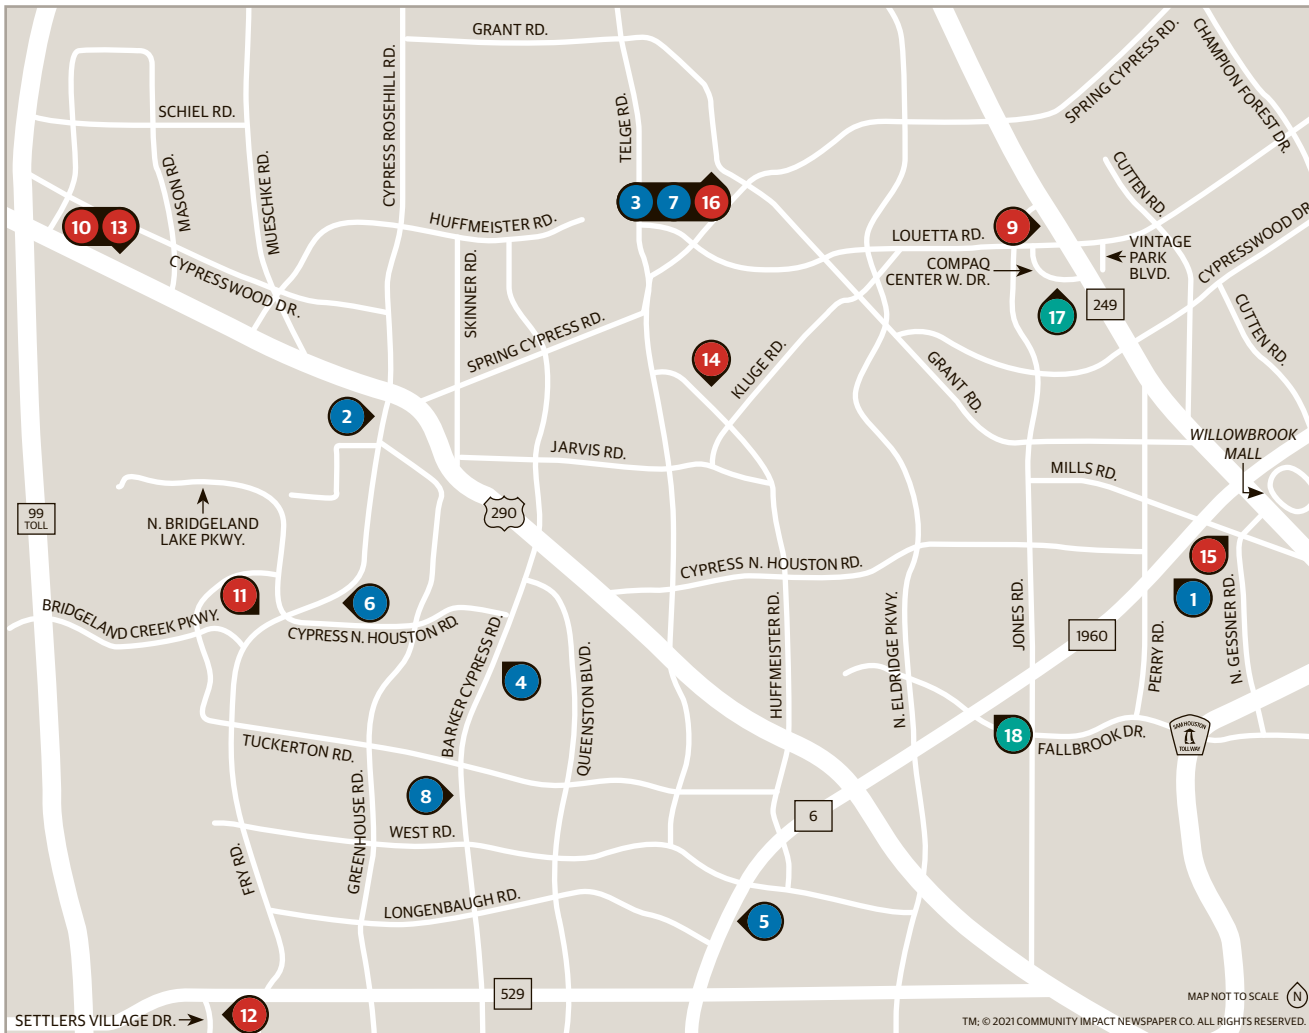 GRANT RD.
SCHIEL RD.
MASON RD.
MUESCHKE RD.
CYPRESS ROSEHILL RD.
TELGE RD.
SPRING CYPRESS RD.
CHAMPION FOREST DR.
CUTTEN RD.
CYPRESSWOOD DR.
3 7 16
10 13
HUFFMEISTER RD.
9
LOUETTA RD.
VINTAGE
PARK
BLVD.
COMPAQ
CENTER W. DR.
CYPRESSWOOD DR.
SKINNER RD.
17
249
SPRING CYPRESS RD.
14
KLUGE RD.
GRANT RD.
CUTTEN RD.
2
WILLOWBROOK
MALL
JARVIS RD.
MILLS RD.
99
TOLL
N. BRIDGELAND
LAKE PKWY.
290
15
CYPRESS N. HOUSTON RD.
11
6
1
BRIDGELAND CREEK PKWY.
CYPRESS N. HOUSTON RD.
BARKER CYPRESS RD.
HUFFMEISTER RD.
N. ELDRIDGE PKWY.
JONES RD.
1960
PERRY RD.
N. GESSNER RD.
4
QUEENSTON BLVD.
TUCKERTON RD.
18
FALLBROOK DR.
SAM HOUSTON
TOLLWAY
8
GREENHOUSE RD.
WEST RD.
6
FRY RD.
LONGENBAUGH RD.
5
529
MAP NOT TO SCALE N
SETTLERS VILLAGE DR.
12
TM; © 2021 COMMUNITY IMPACT NEWSPAPER CO. ALL RIGHTS RESERVED.